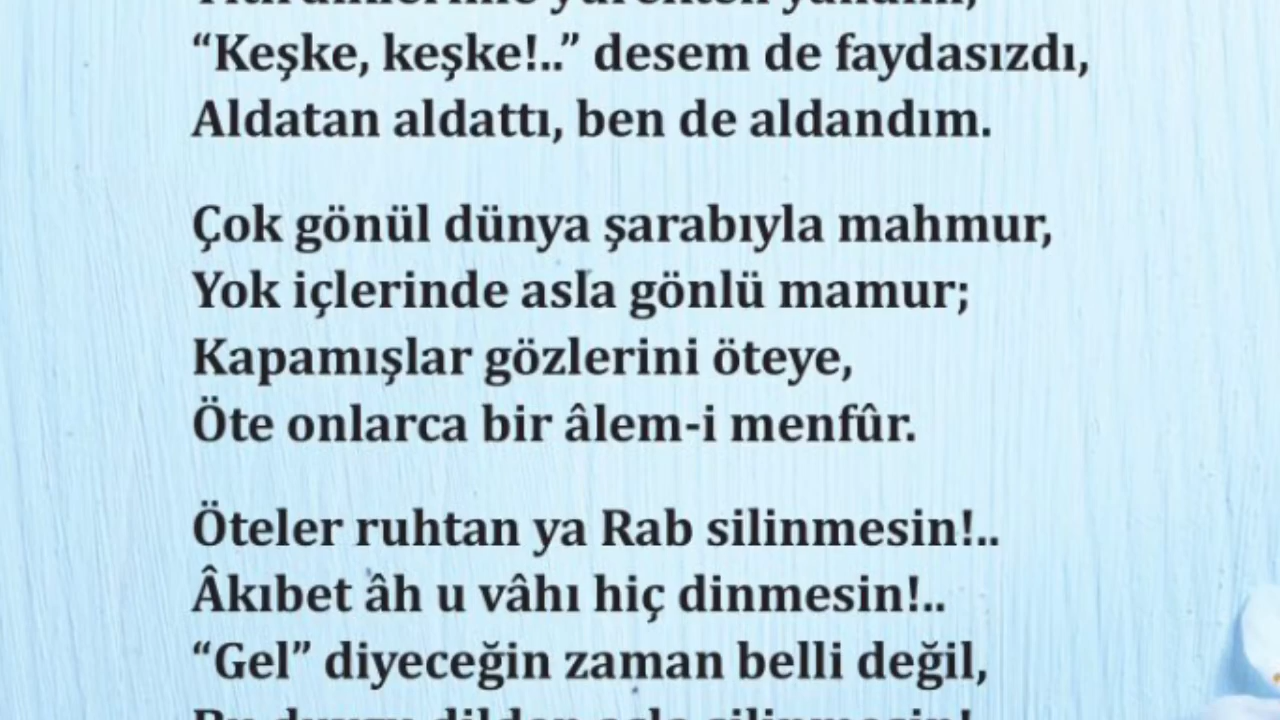 “Keşke, keşke!..” desem de faydasızdı,
Aldatan aldattı, ben de aldandım.
Çok gönül dünya şarabıyla mahmur,
Yok içlerinde asla gönlü mamur;
Kapamışlar gözlerini öteye,
Öte onlarca bir âlem-i menfûr.
Öteler ruhtan ya Rab silinmesin!..
Âkıbet âh u vâhı hiç dinmesin!..
“Gel” diyeceğin zaman belli değil,